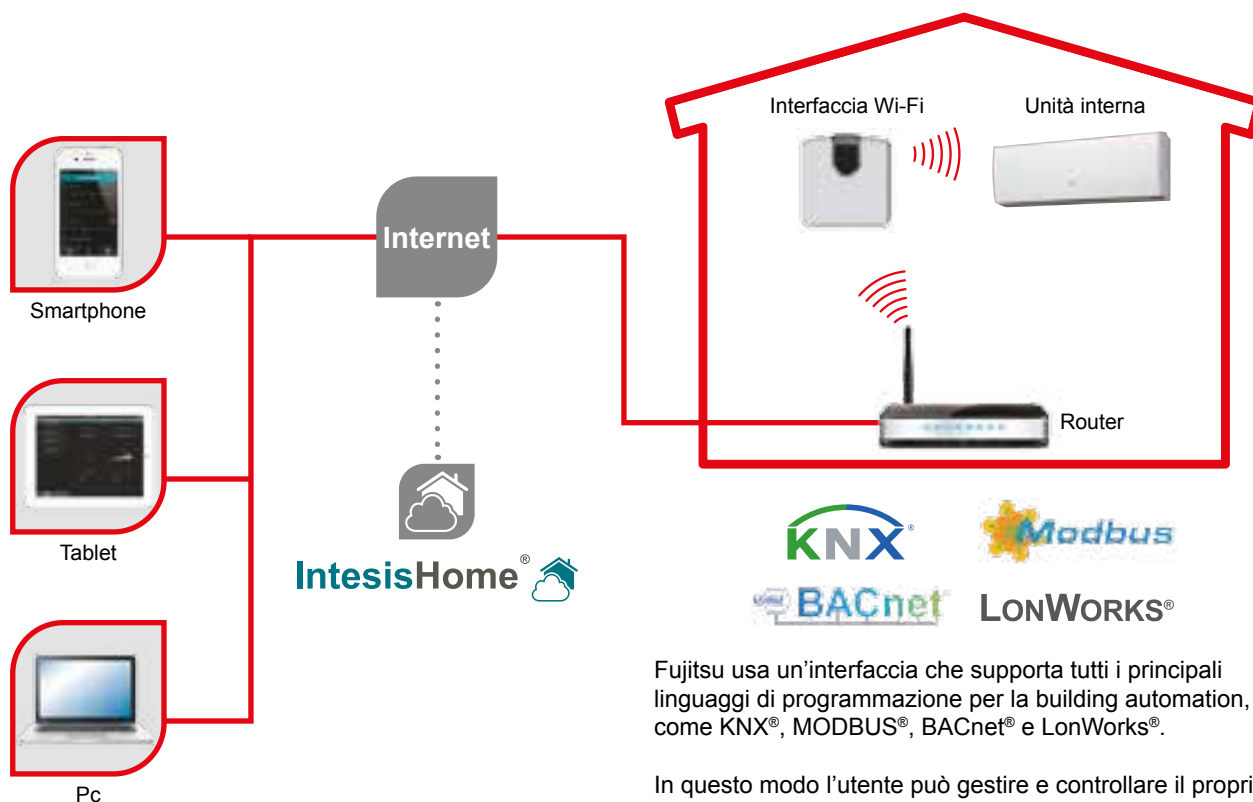 Interfaccia Wi-Fi
Unità interna
Internet
Smartphone
Router
Tablet
IntesisHome®
KNX®
Modbus
BACnet
LONWORKS®
Fujitsu usa un'interfaccia che supporta tutti i principali
linguaggi di programmazione per la building automation,
come KNX®, MODBUS®, BACnet® e LonWorks®.
Pc
In questo modo l'utente può gestire e controllare il propri